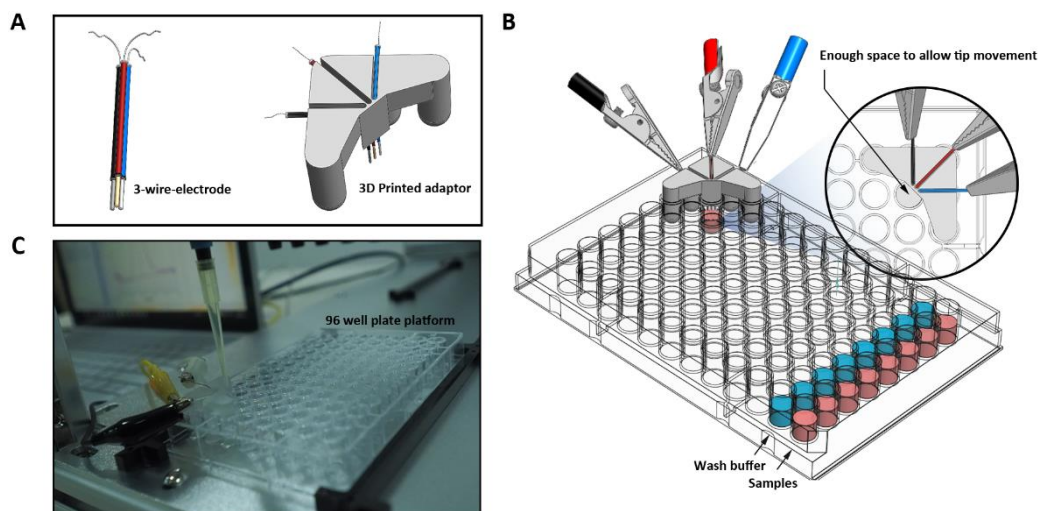 A
3-wire-electrode
3D Printed adaptor
B
Enough space to allow tip movement
Wash buffer
Samples
C
96 well plate platform